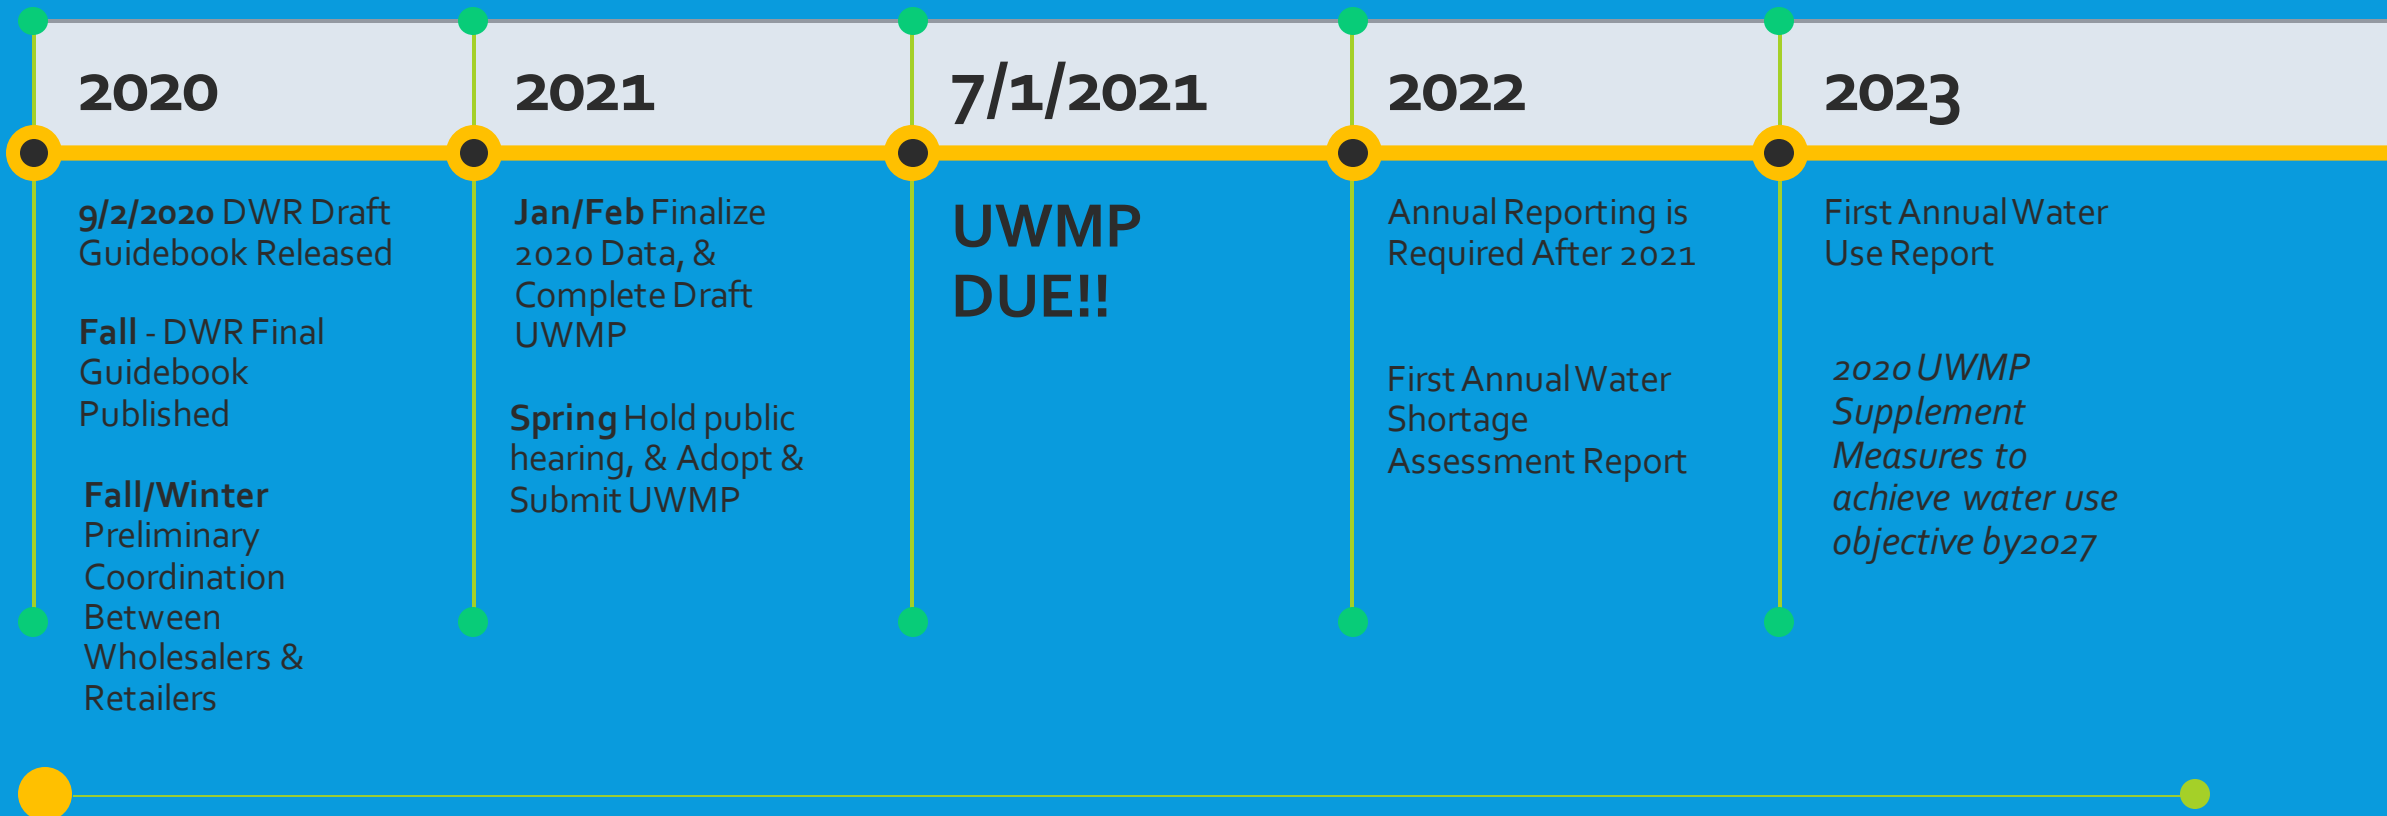 2020
9/2/2020 DWR Draft
Guidebook Released
Fall - DWR Final
Guidebook
Published
Fall/Winter
Preliminary
Coordination
Between
Wholesalers &
Retailers
2021
Jan/Feb Finalize
2020 Data, &
Complete Draft
UWMP
Spring Hold public
hearing, & Adopt &
Submit UWMP
7/1/2021
UWMP
DUE!!
2022
Annual Reporting is
Required After 2021
First Annual Water
Shortage
Assessment Report
2023
First Annual Water
Use Report
2020 UWMP
Supplement
Measures to
achieve water use
objective by2027